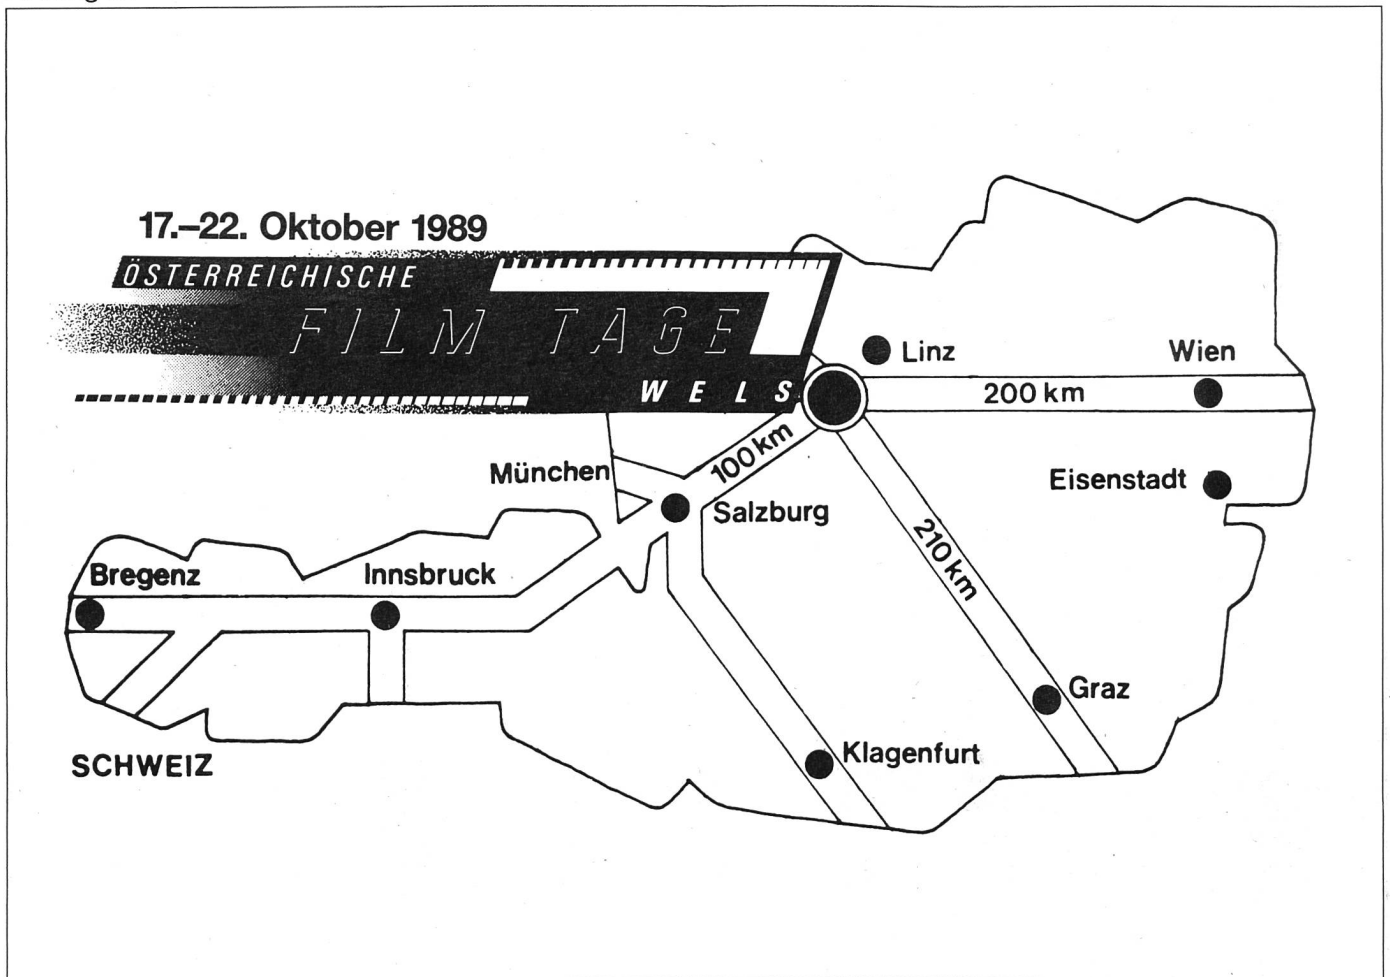 17.–22. Oktober 1989
ÖSTERREICHISCHE
FILM TAGE
WELS
Linz
Wien
200 km
100 km
München
Eisenstadt
Salzburg
210 km
Bregenz
Innsbruck
Graz
Klagenfurt
SCHWEIZ